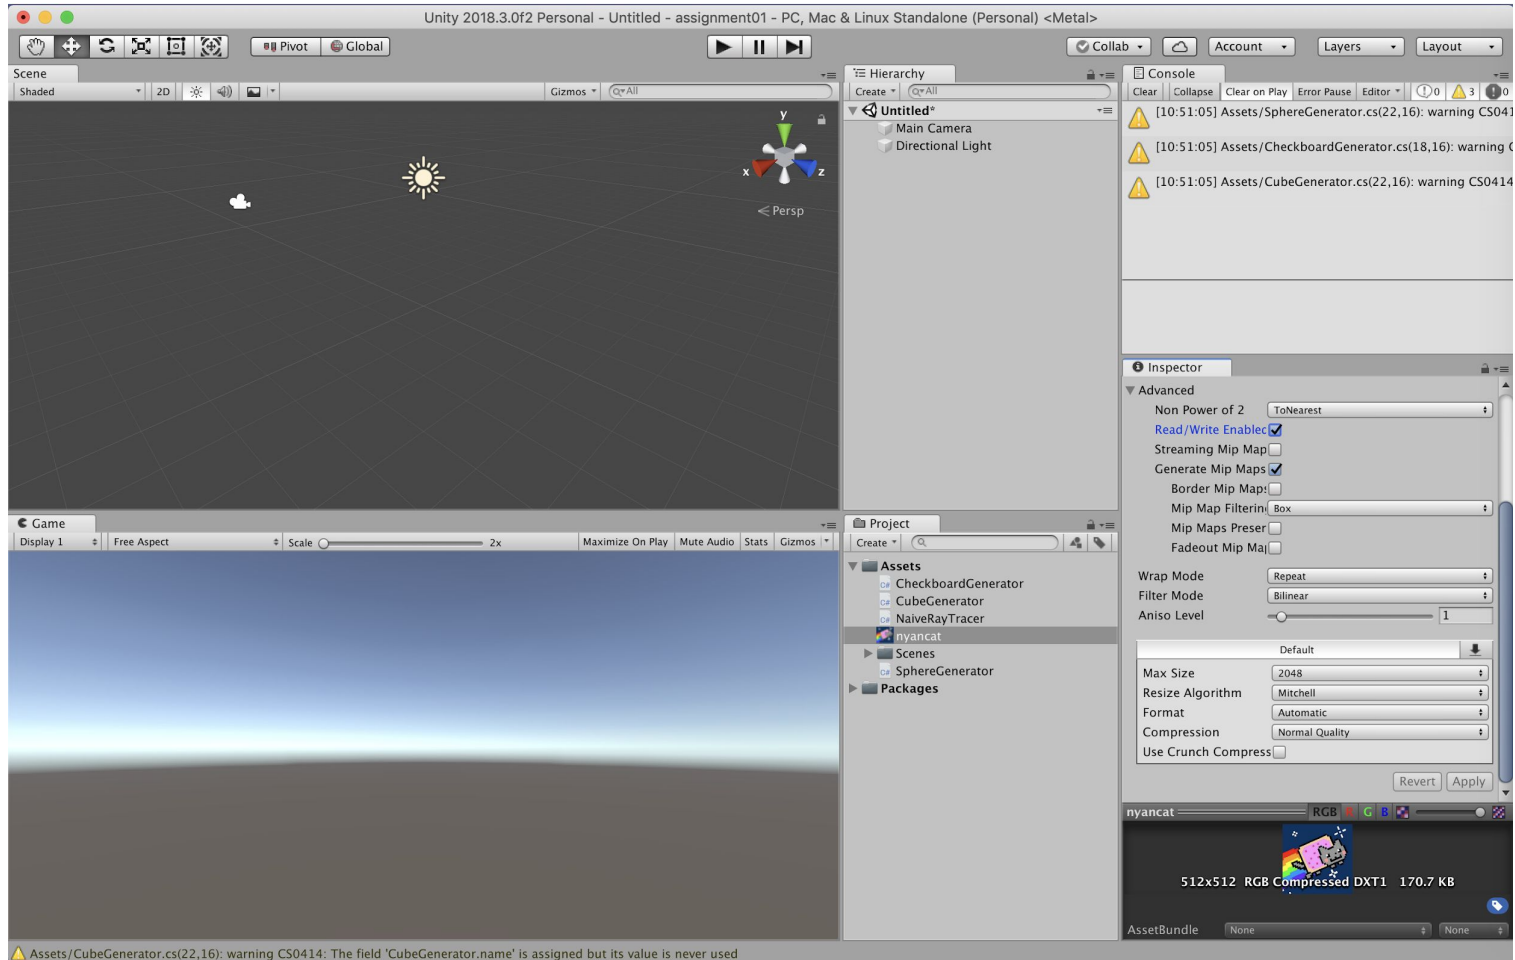 Unity 2018.3.0f2 Personal - Untitled - assignment01 - PC, Mac & Linux Standalone (Personal) <Metal>
Pivot Global Collab Account Layers Layout
Scene
Shaded 2D Gizmos All
y
x z
Persp
Hierarchy
Create All
Untitled*
Main Camera
Directional Light
Console
Clear Collapse Clear on Play Error Pause Editor 0 3 0
[10:51:05] Assets/SphereGenerator.cs(22,16): warning CS041
[10:51:05] Assets/CheckboardGenerator.cs(18,16): warning C
[10:51:05] Assets/CubeGenerator.cs(22,16): warning CS0414
Game
Display 1 Free Aspect Scale 2x Maximize On Play Mute Audio Stats Gizmos
Project
Create
Assets
CheckboardGenerator
CubeGenerator
NaiveRayTracer
nyancat
Scenes
SphereGenerator
Packages
Inspector
Advanced
Non Power of 2 ToNearest
Read/Write Enablec
Streaming Mip Map
Generate Mip Maps
Border Mip Maps
Mip Map Filterin Box
Mip Maps Preser
Fadeout Mip Ma
Wrap Mode Repeat
Filter Mode Bilinear
Aniso Level 1
Default
Max Size 2048
Resize Algorithm Mitchell
Format Automatic
Compression Normal Quality
Use Crunch Compress
Revert Apply
nyancat RGB R G B
512x512 RGB Compressed DXT1 170.7 KB
AssetBundle None None
Assets/CubeGenerator.cs(22,16): warning CS0414: The field 'CubeGenerator.name' is assigned but its value is never used